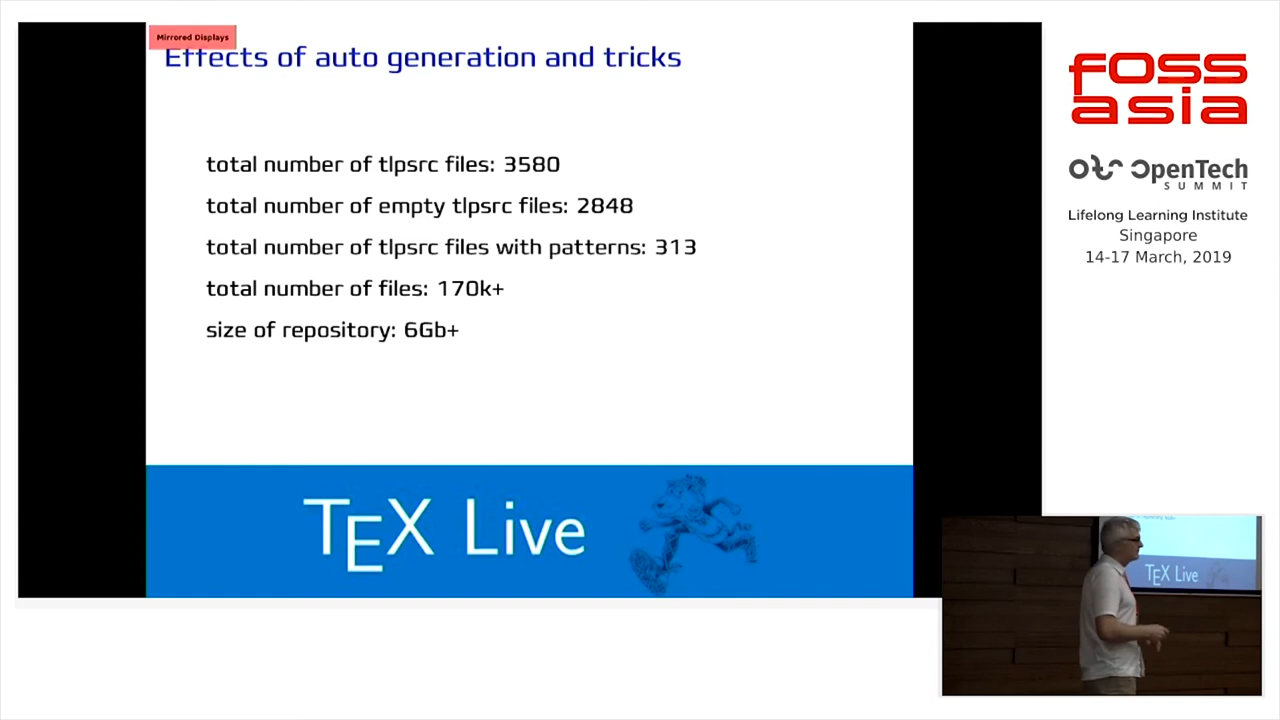 Mirrored Displays
Effects of auto generation and tricks
total number of tlpsrc files: 3580
total number of empty tlpsrc files: 2848
total number of tlpsrc files with patterns: 313
total number of files: 170k+
size of repository: 6Gb+
TEX Live
fOSS
asia
OpenTech
SUMMIT
Lifelong Learning Institute
Singapore
14-17 March, 2019
TEX Live